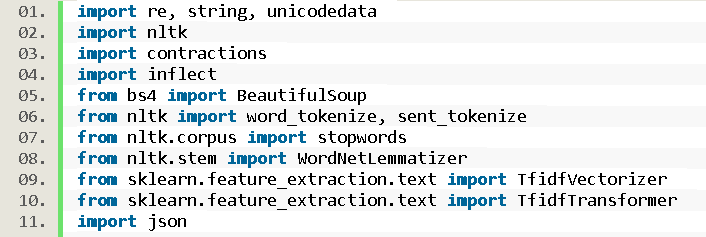 01. import re, string, unicodedata
02. import nltk
03. import contractions
04. import inflect
05. from bs4 import BeautifulSoup
06. from nltk import word_tokenize, sent_tokenize
07. from nltk.corpus import stopwords
08. from nltk.stem import WordNetLemmatizer
09. from sklearn.feature_extraction.text import TfidfVectorizer
10. from sklearn.feature_extraction.text import TfidfTransformer
11. import json